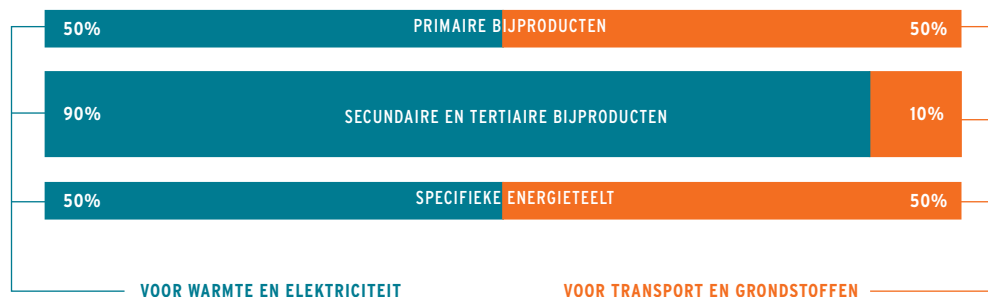 50% PRIMAIRE BIJPRODUCTEN 50%
90% SECUNDAIRE EN TERTIAIRE BIJPRODUCTEN 10%
50% SPECIFIEKE ENERGIETEELT 50%
VOOR WARMTE EN ELEKTRICITEIT VOOR TRANSPORT EN GRONDSTOFFEN